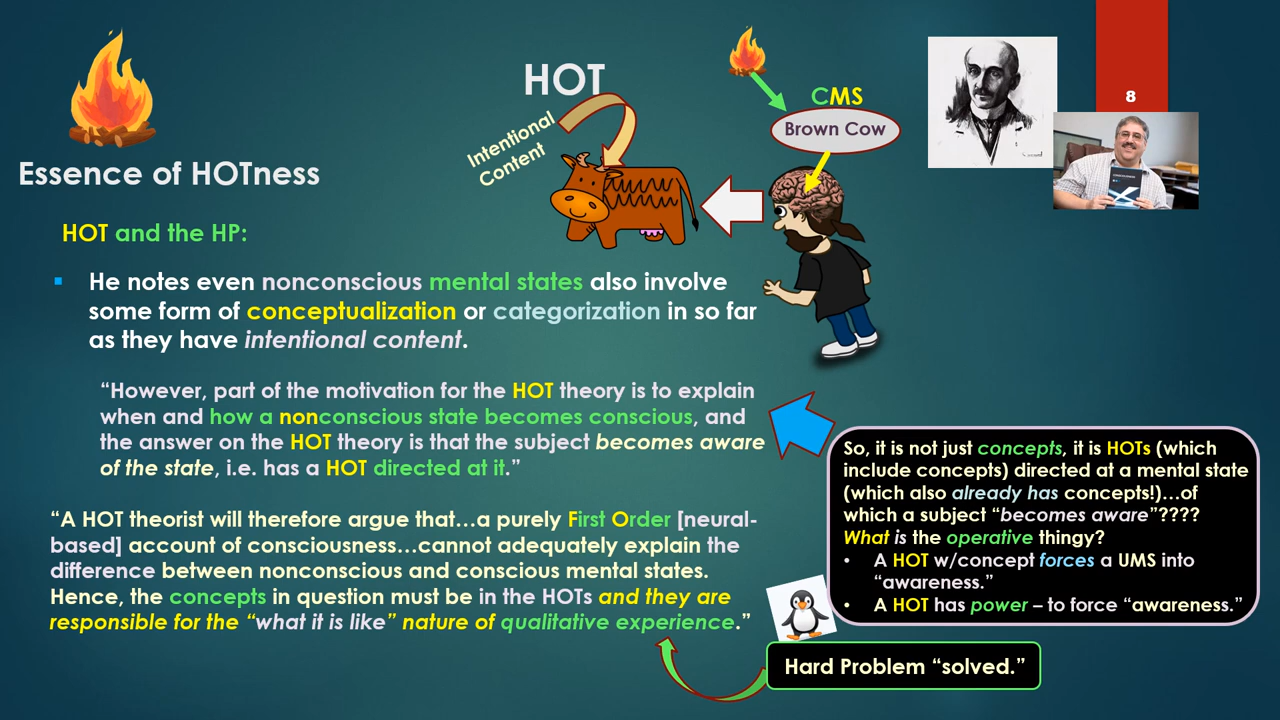 HOT
8
CMS
Brown Cow
Intentional
Content
Essence of HOTness
HOT and the HP:
▪ He notes even nonconscious mental states also involve
some form of conceptualization or categorization in so far
as they have intentional content.
“However, part of the motivation for the HOT theory is to explain
when and how a nonconscious state becomes conscious, and
the answer on the HOT theory is that the subject becomes aware
of the state, i.e. has a HOT directed at it.”
“A HOT theorist will therefore argue that…a purely First Order [neural-
based] account of consciousness…cannot adequately explain the
difference between nonconscious and conscious mental states.
Hence, the concepts in question must be in the HOTs and they are
responsible for the “what it is like” nature of qualitative experience.”
So, it is not just concepts, it is HOTs (which
include concepts) directed at a mental state
(which also already has concepts!)…of
which a subject “becomes aware”????
What is the operative thingy?
• A HOT w/concept forces a UMS into
“awareness.”
• A HOT has power – to force “awareness.”
Hard Problem “solved.”